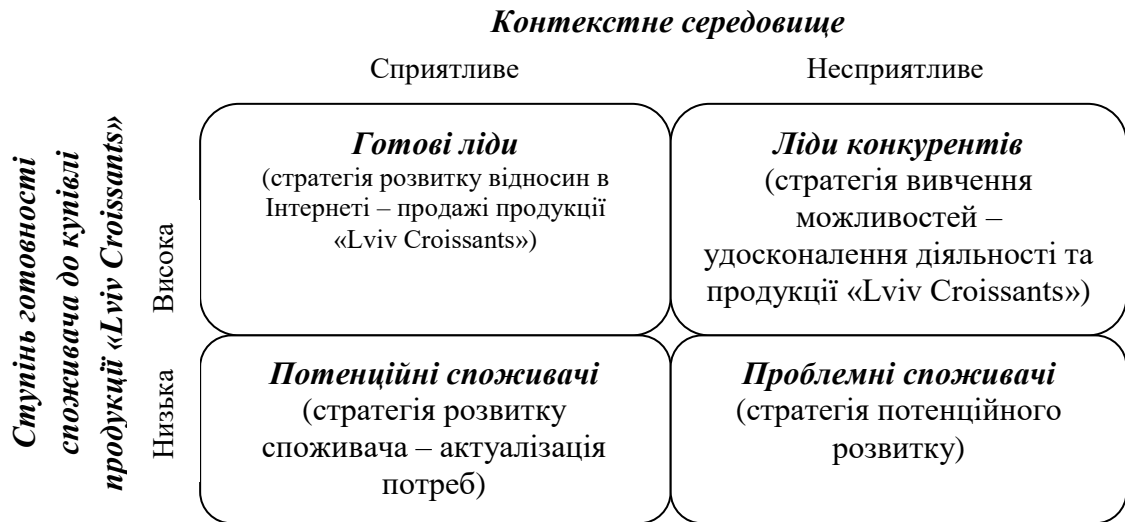 Контекстне середовище
Сприятливе
Несприятливе
Ступінь готовності
споживача до купівлі
продукції «Lviv Croissants»
Висока
Готові ліди
(стратегія розвитку відносин в
Інтернеті – продажі продукції
«Lviv Croissants»)
Ліди конкурентів
(стратегія вивчення
можливостей –
удосконалення діяльності та
продукції «Lviv Croissants»)
Низька
Потенційні споживачі
(стратегія розвитку
споживача – актуалізація
потреб)
Проблемні споживачі
(стратегія потенційного
розвитку)